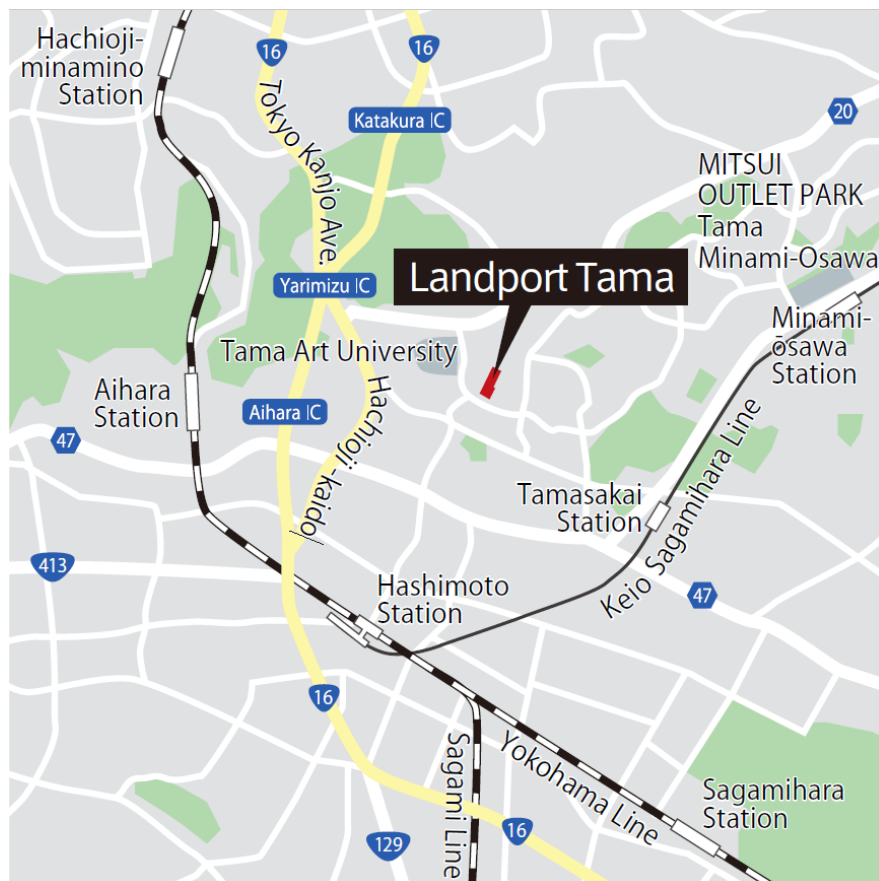 Hachioji-
minamino
Station
16
16
Tokyo Kanjo Ave.
Katakura IC
20
MITSUI
OUTLET PARK
Tama
Minami-Osawa
Landport Tama
Yarimizu IC
Minami-
osawa
Station
Tama Art University
Aihara
Station
Aihara IC
Hachioji-kaido
47
Tamasakai
Station
Keio Sagamihara Line
413
Hashimoto
Station
47
16
Sagami Line
Yokohama Line
Sagamihara
Station
129
16